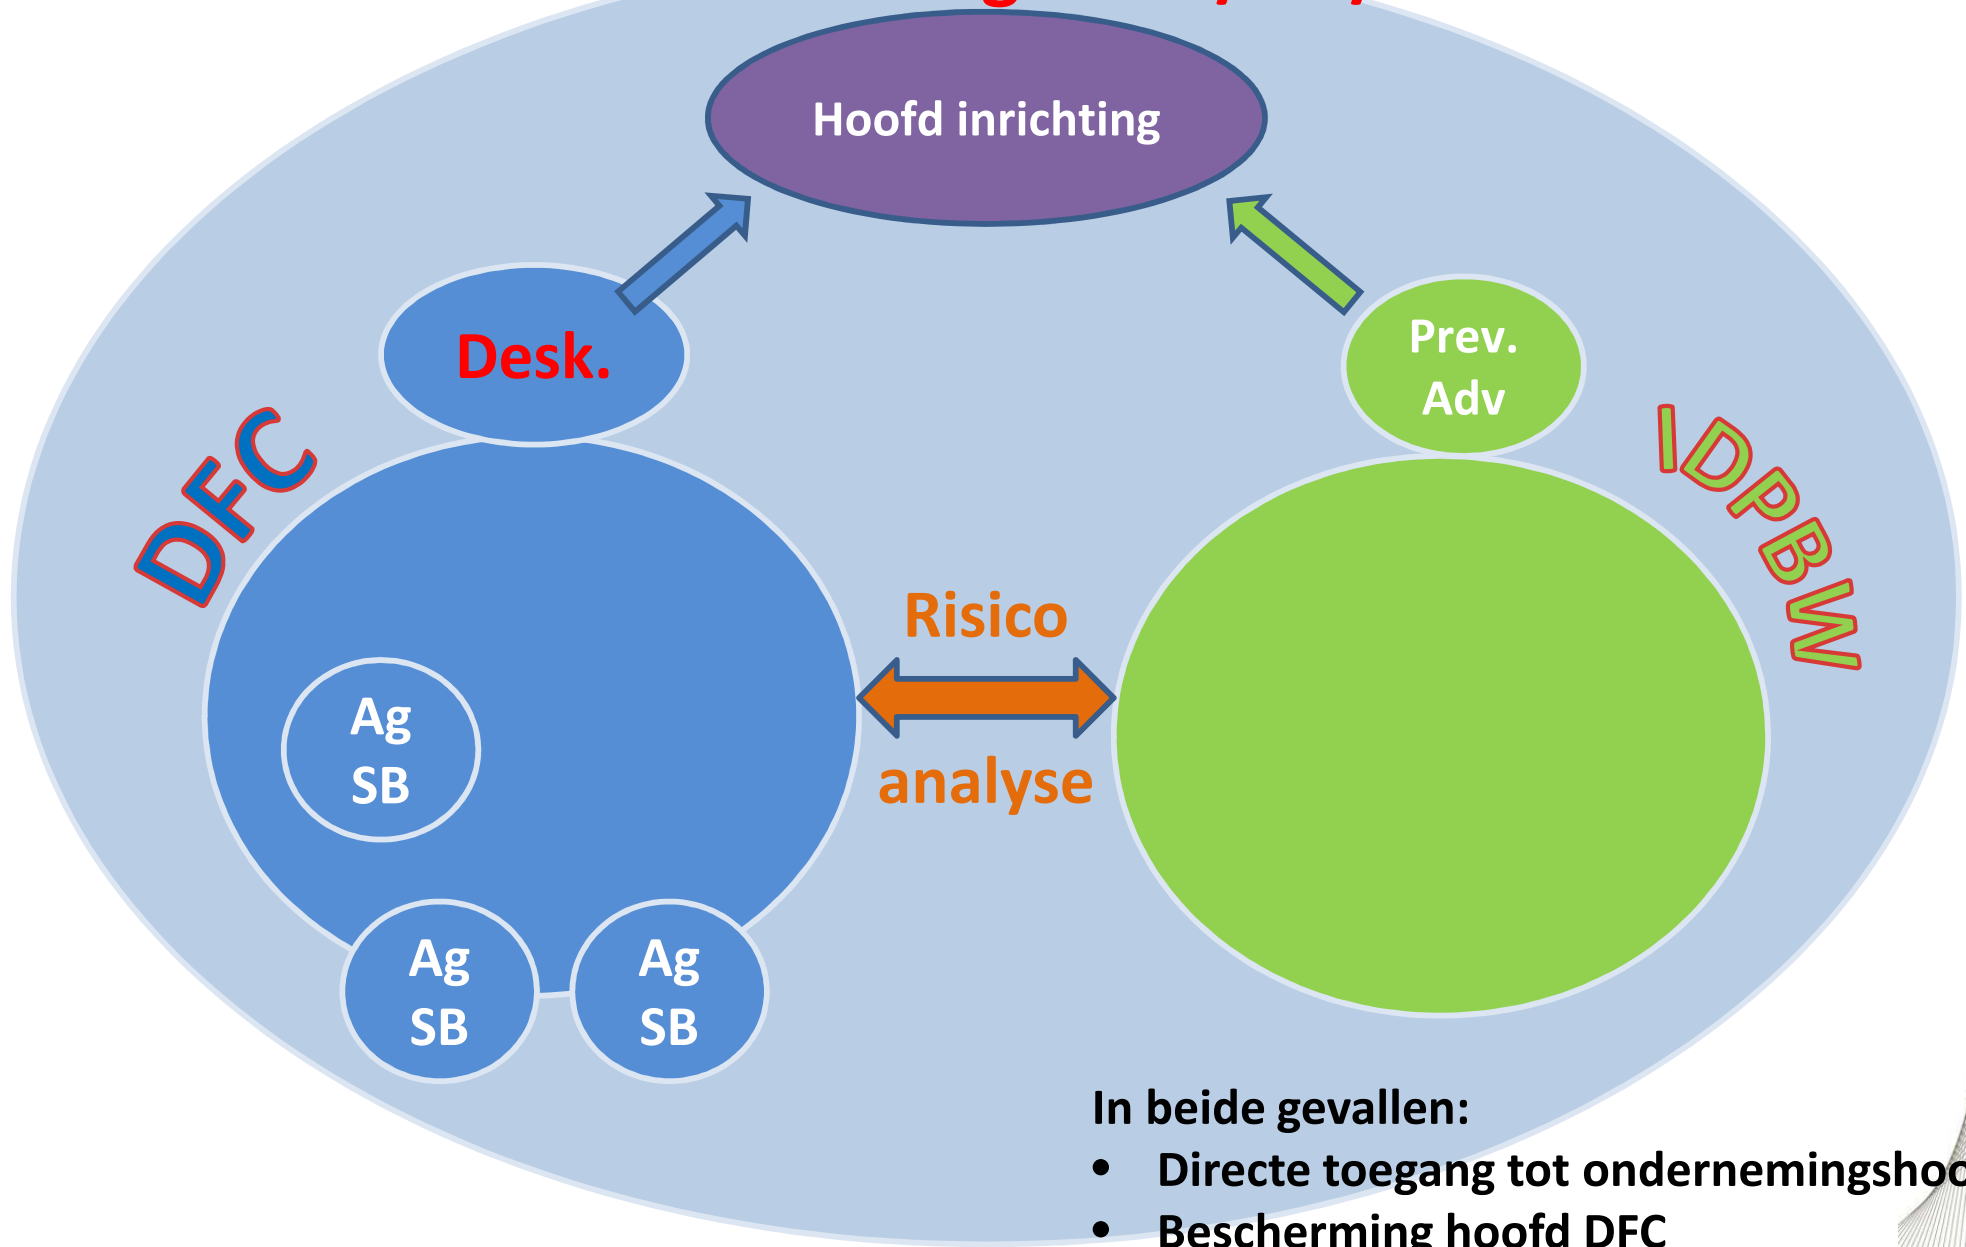 Hoofd inrichting
Desk.
Prev.
Adv
DFC
IDPBW
Risico
analyse
Ag
SB
Ag
SB
Ag
SB
In beide gevallen:
• Directe toegang tot
• Bescherming hoofd DFC